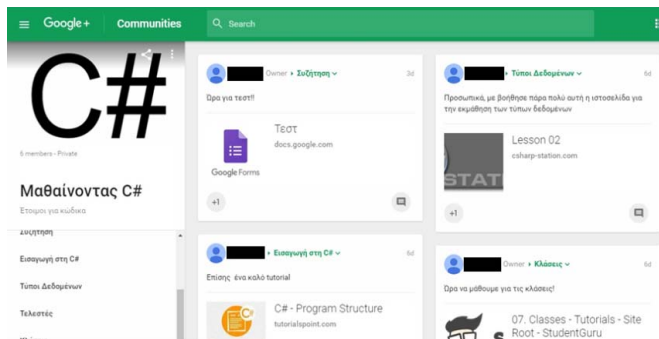 Google+ Communities Search
C#
6 members - Private
Μαθαίνοντας C#
Έτοιμοι για κώδικα
Συζήτηση
Εισαγωγή στη C#
Τύποι Δεδομένων
Τελεστές
Owner ▸ Συζήτηση 3d
Ώρα για τεστ!!
Τεστ
docs.google.com
Google Forms
+1
▸ Εισαγωγή στη C# 6d
Επίσης ένα καλό tutorial
C# - Program Structure
tutorialspoint.com
▸ Τύποι Δεδομένων 6d
Προσωπικά, με βοήθησε πάρα πολύ αυτή η ιστοσελίδα για
την εκμάθηση των τύπων δεδομένων
STATI
Lesson 02
csharp-station.com
+1
Owner ▸ Κλάσεις 6d
Ώρα να μάθουμε για τις κλάσεις!
07. Classes - Tutorials - Site
Root - StudentGuru